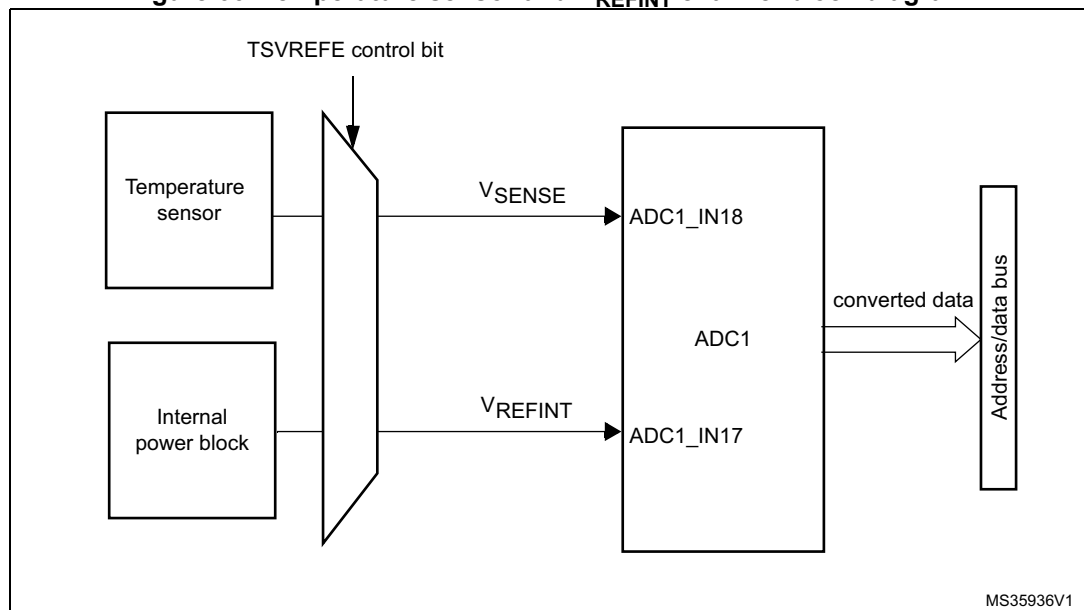 TSVREFE control bit
Temperature
sensor
VSENSE
ADC1_IN18
converted data
Address/data bus
ADC1
Internal
power block
VREFINT
ADC1_IN17
MS35936V1